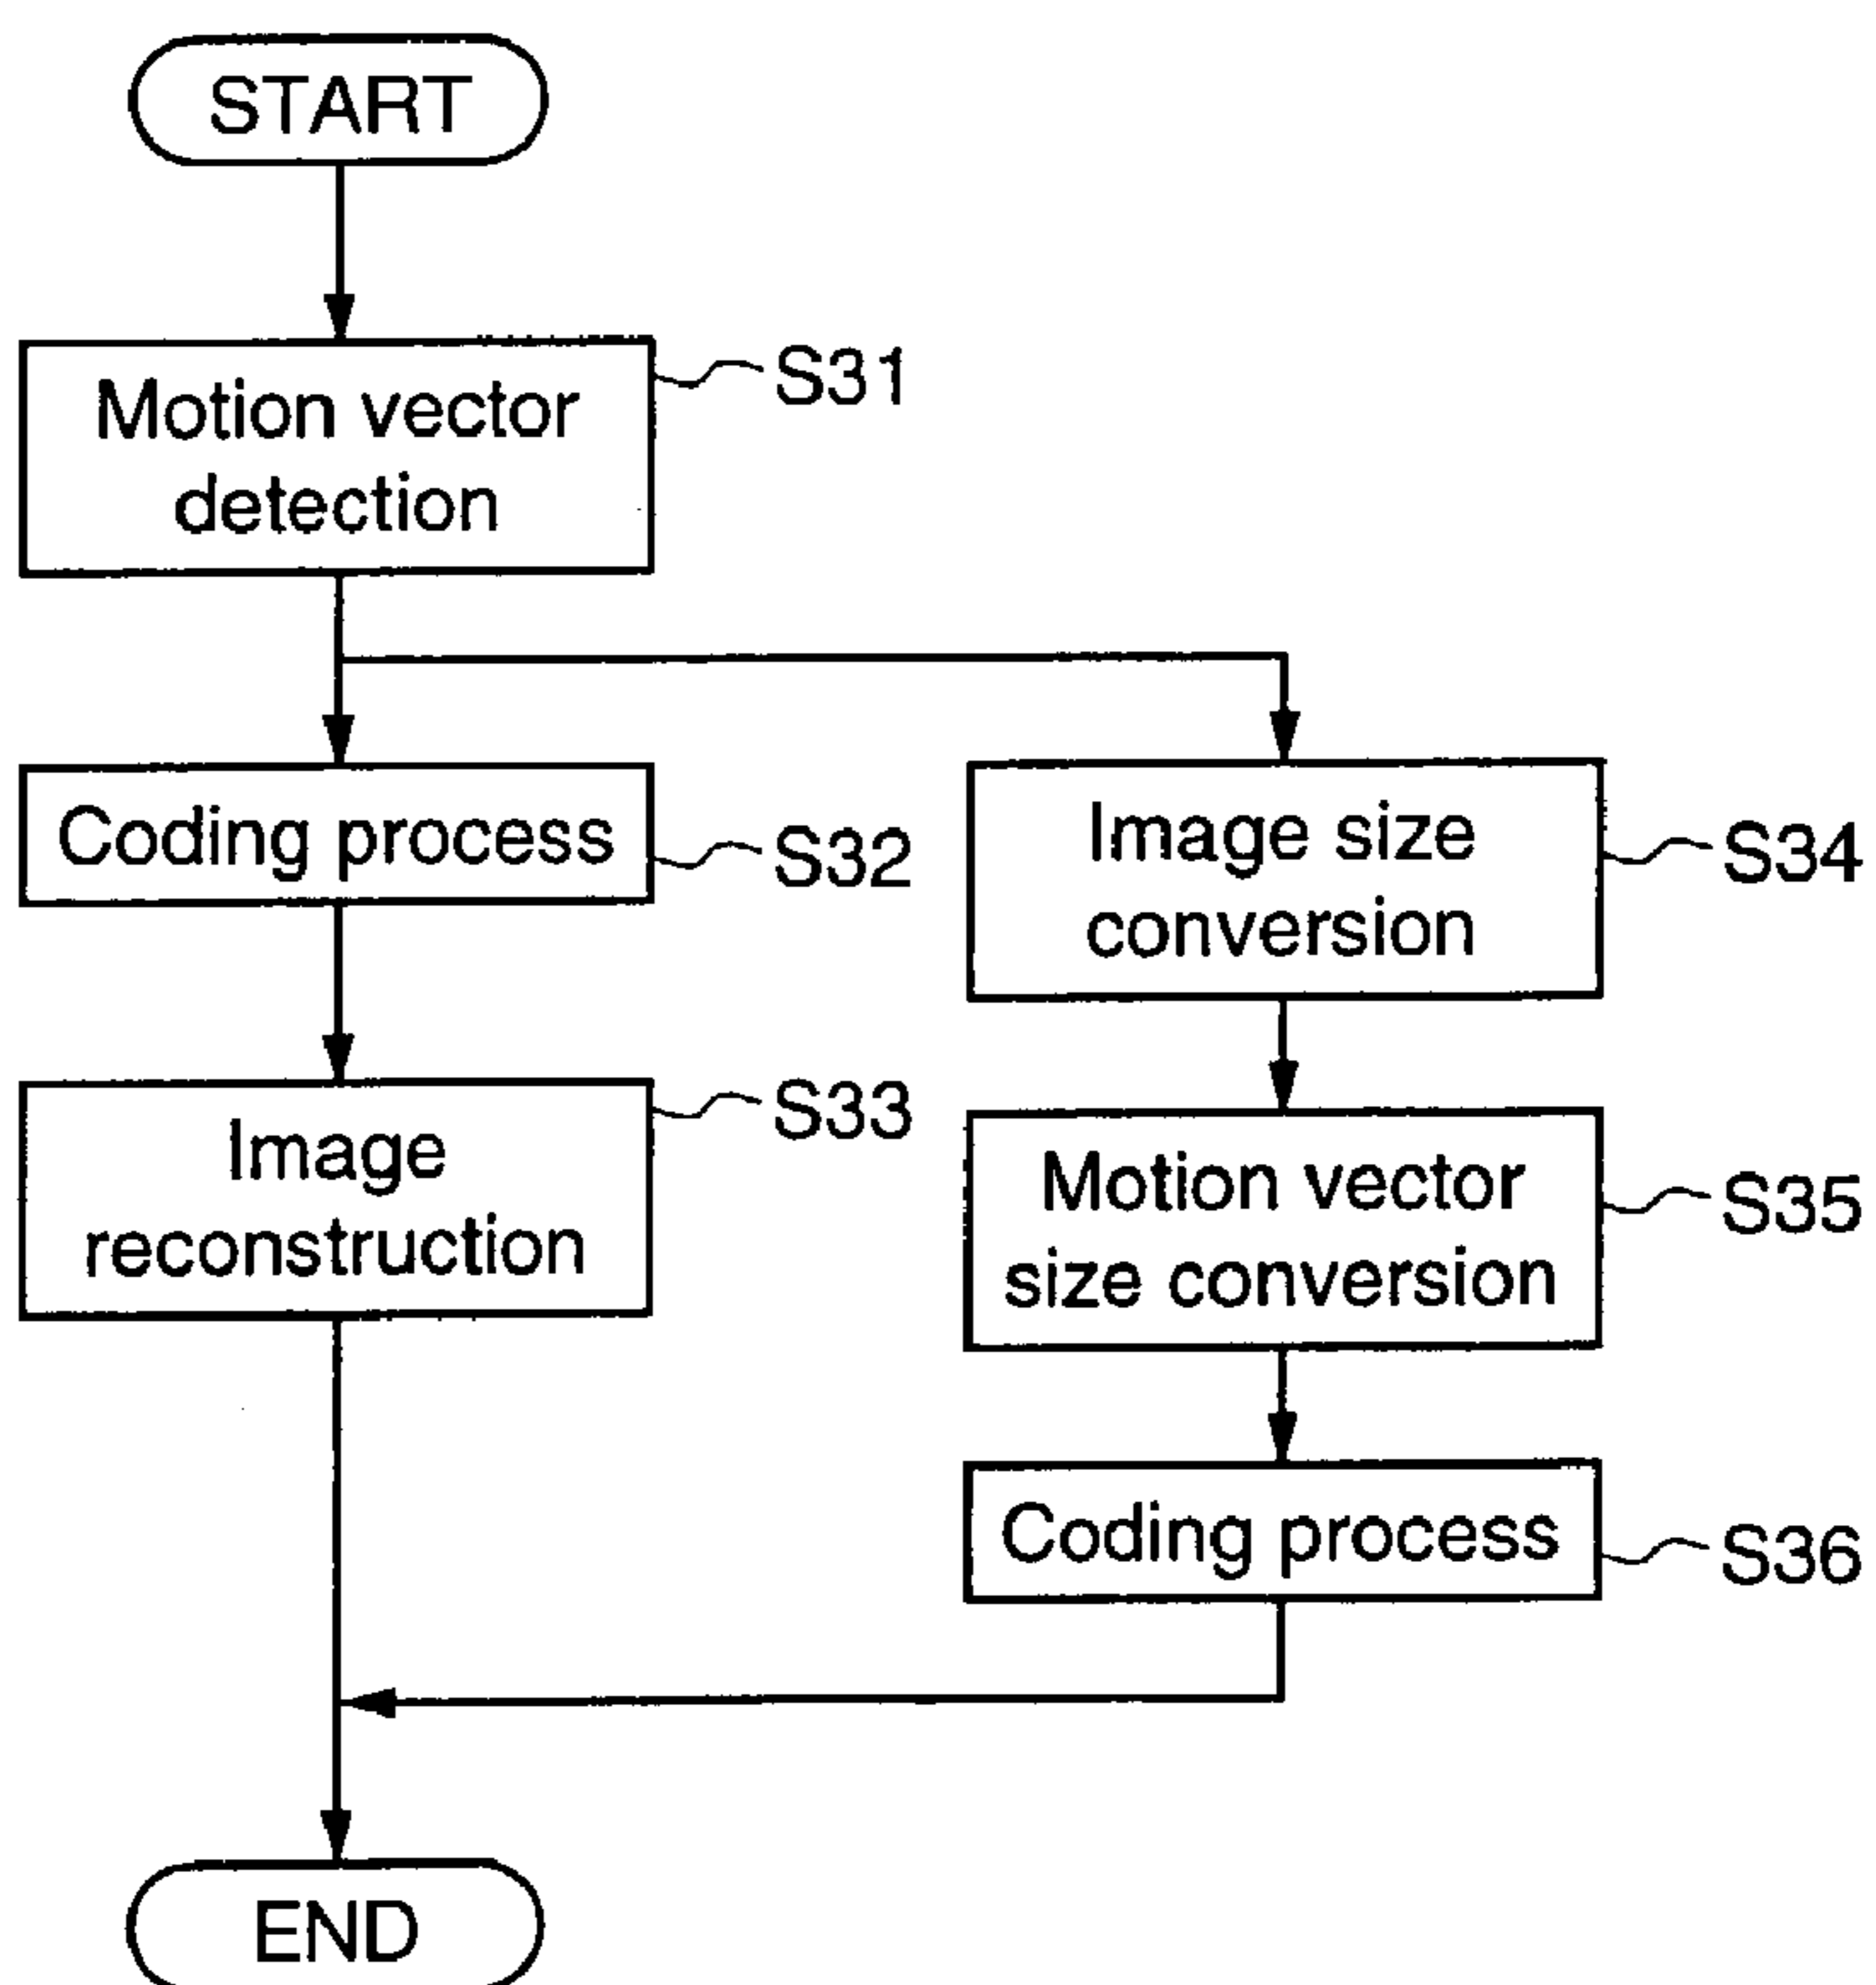 START
Motion vector
detection
S31
Coding process
S32
Image
reconstruction
S33
Image size
conversion
S34
Motion vector
size conversion
S35
Coding process
S36
END